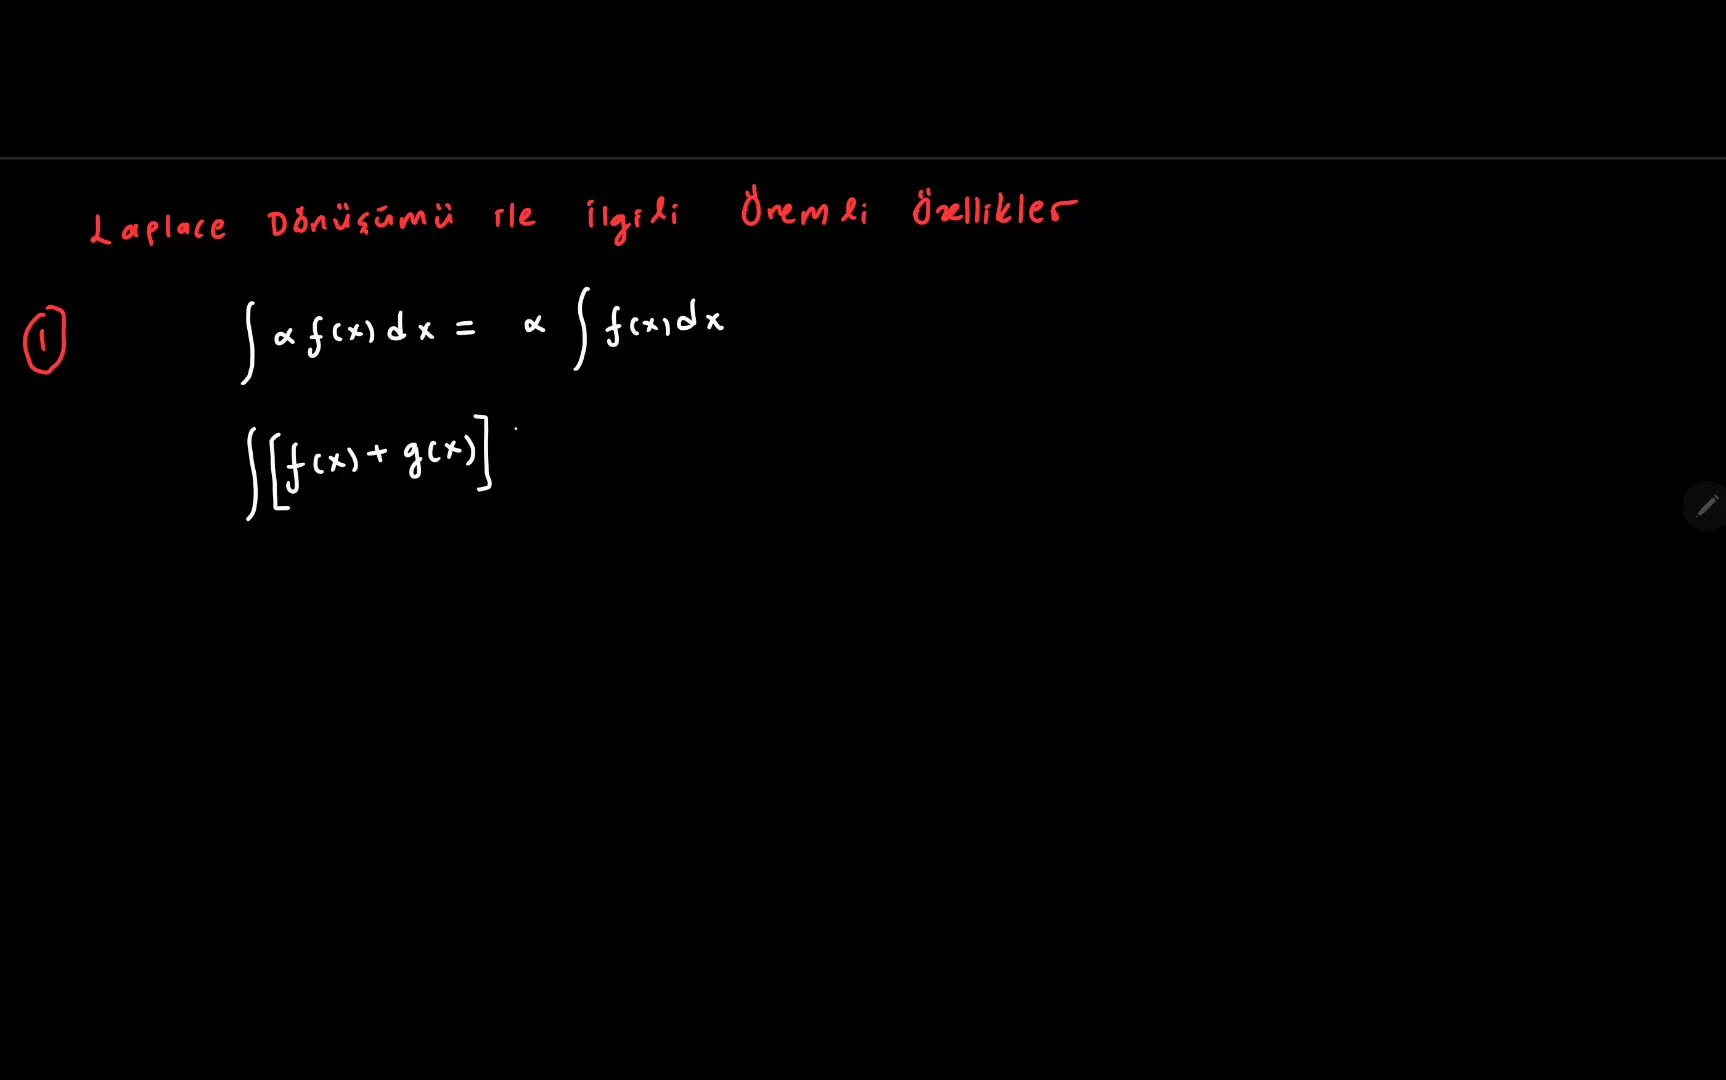 Laplace Dönüşümü ile ilgili Önemli Özellikler
① ∫ α f(x) dx = α ∫ f(x) dx
∫ [f(x) + g(x)]